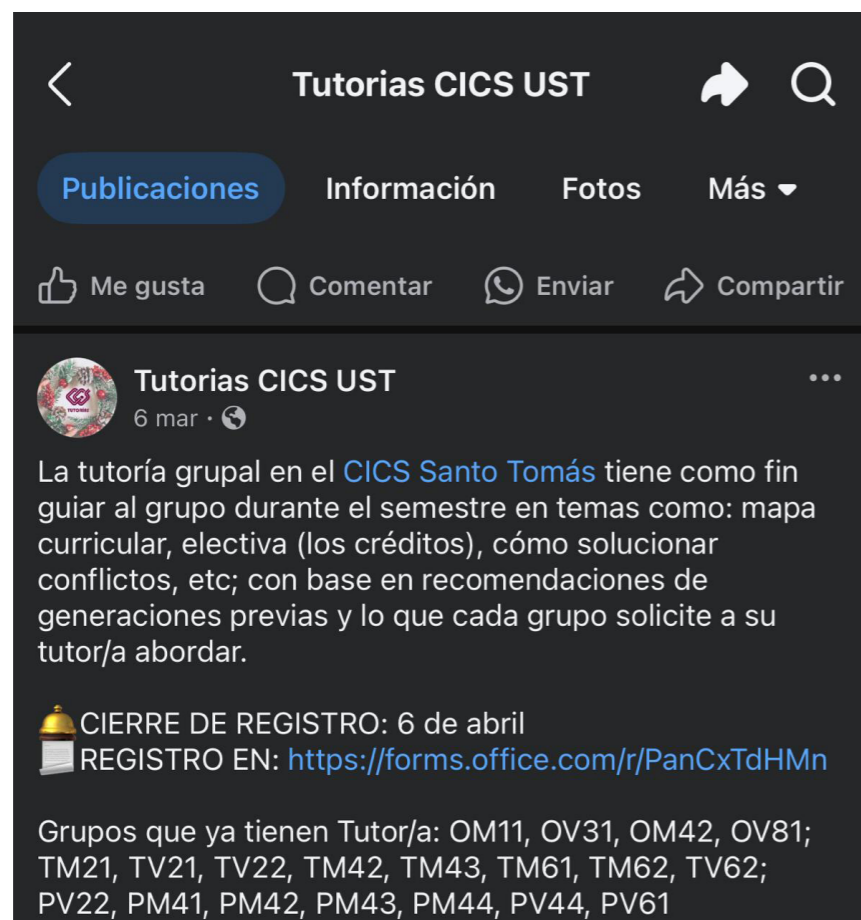 Tutorias CICS UST
Publicaciones Información Fotos Más
Me gusta Comentar Enviar Compartir
Tutorias CICS UST
6 mar ·
La tutoría grupal en el CICS Santo Tomás tiene como fin
guiar al grupo durante el semestre en temas como: mapa
curricular, electiva (los créditos), cómo solucionar
conflictos, etc; con base en recomendaciones de
generaciones previas y lo que cada grupo solicite a su
tutor/a abordar.
🛎️CIERRE DE REGISTRO: 6 de abril
📜REGISTRO EN: https://forms.office.com/r/PanCxTdHMn
Grupos que ya tienen Tutor/a: OM11, OV31, OM42, OV81;
TM21, TV21, TV22, TM42, TM43, TM61, TM62, TV62;
PV22, PM41, PM42, PM43, PM44, PV44, PV61